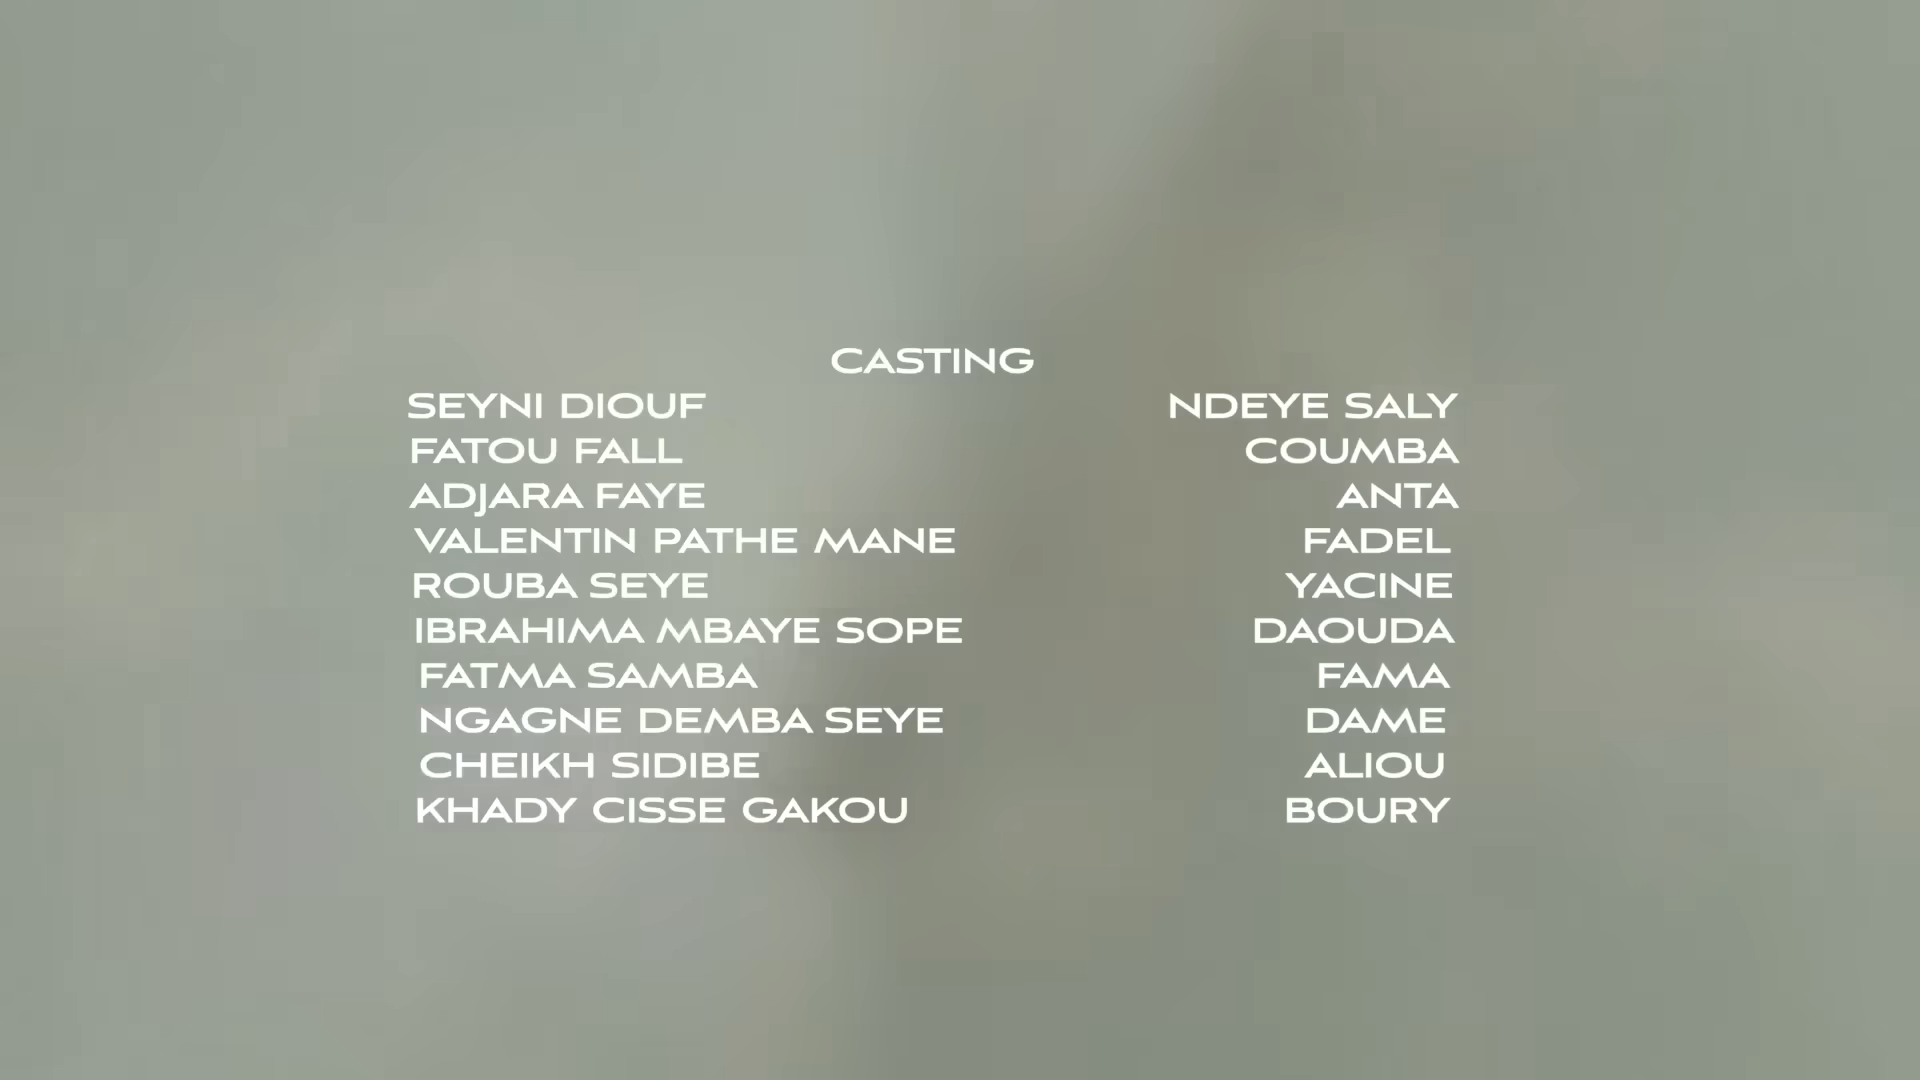 CASTING
SEYNI DIOUF NDEYE SALY
FATOU FALL COUMBA
ADJARA FAYE ANTA
VALENTIN PATHE MANE FADEL
ROUBA SEYE YACINE
IBRAHIMA MBAYE SOPE DAOUDA
FATMA SAMBA FAMA
NGAGNE DEMBA SEYE DAME
CHEIKH SIDIBE ALIOU
KHADY CISSE GAKOU BOURY